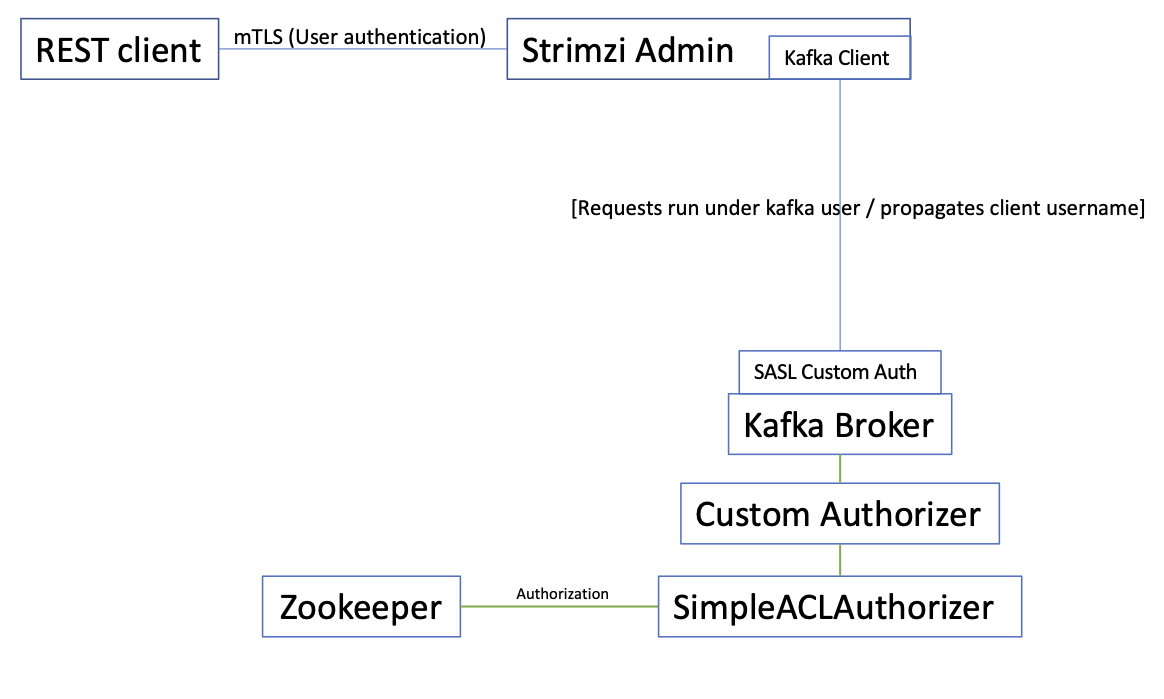 REST client
mTLS (User authentication)
Strimzi Admin
Kafka Client
[Requests run under kafka user / propagates client username]
SASL Custom Auth
Kafka Broker
Custom Authorizer
Zookeeper
Authorization
SimpleACLAuthorizer